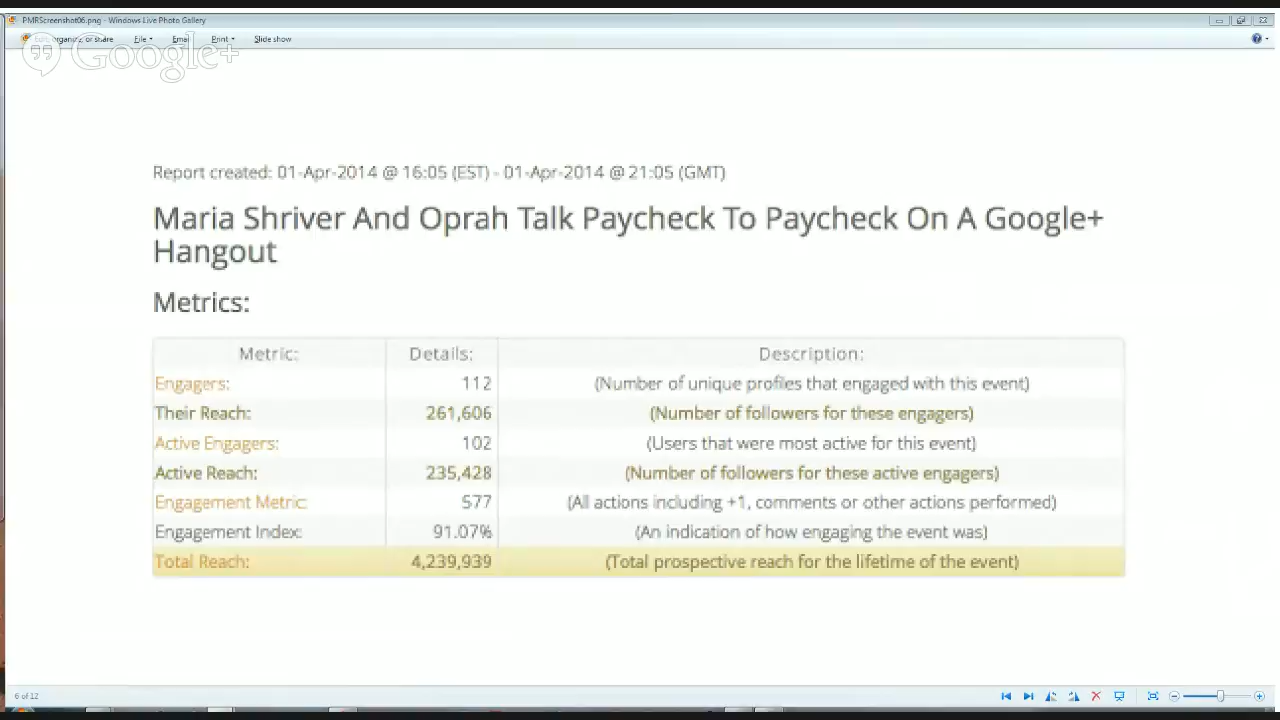 PMRScreenshot06.png - Windows Live Photo Gallery
organize, or share File Email Print Slide show
Google+
Report created: 01-Apr-2014 @ 16:05 (EST) - 01-Apr-2014 @ 21:05 (GMT)
Maria Shriver And Oprah Talk Paycheck To Paycheck On A Google+
Hangout
Metrics:
Metric: Details: Description:
Engagers: 112 (Number of unique profiles that engaged with this event)
Their Reach: 261,606 (Number of followers for these engagers)
Active Engagers: 102 (Users that were most active for this event)
Active Reach: 235,428 (Number of followers for these active engagers)
Engagement Metric: 577 (All actions including +1, comments or other actions performed)
Engagement Index: 91.07% (An indication of how engaging the event was)
Total Reach: 4,239,939 (Total prospective reach for the lifetime of the event)
6 of 12